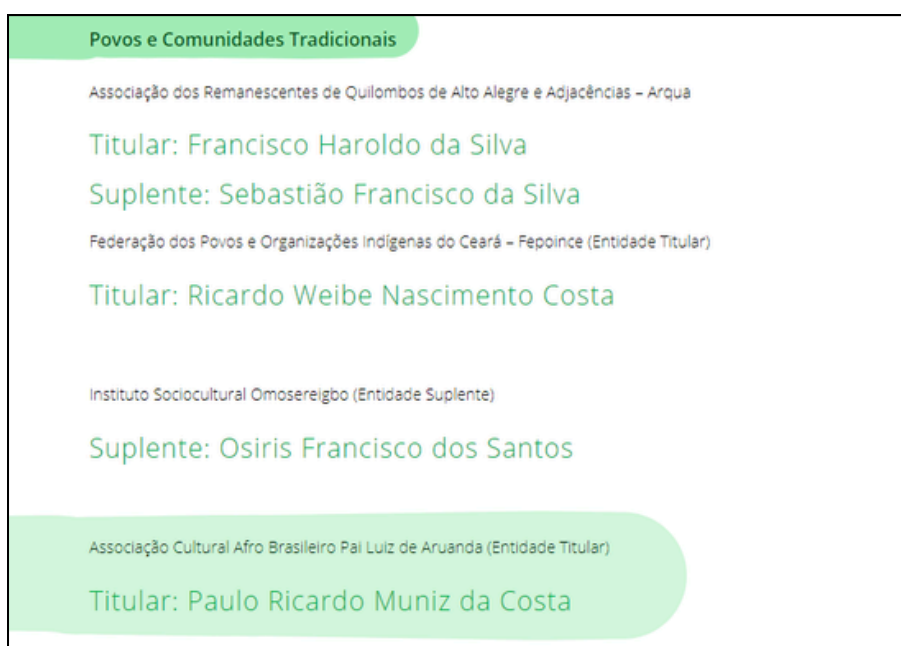 Povos e Comunidades Tradicionais
Associação dos Remanescentes de Quilombos de Alto Alegre e Adjacências – Arqua
Titular: Francisco Haroldo da Silva
Suplente: Sebastião Francisco da Silva
Federação dos Povos e Organizações Indígenas do Ceará – Fepoince (Entidade Titular)
Titular: Ricardo Weibe Nascimento Costa
Instituto Sociocultural Omosereigbo (Entidade Suplente)
Suplente: Osiris Francisco dos Santos
Associação Cultural Afro Brasileiro Pai Luiz de Aruanda (Entidade Titular)
Titular: Paulo Ricardo Muniz da Costa